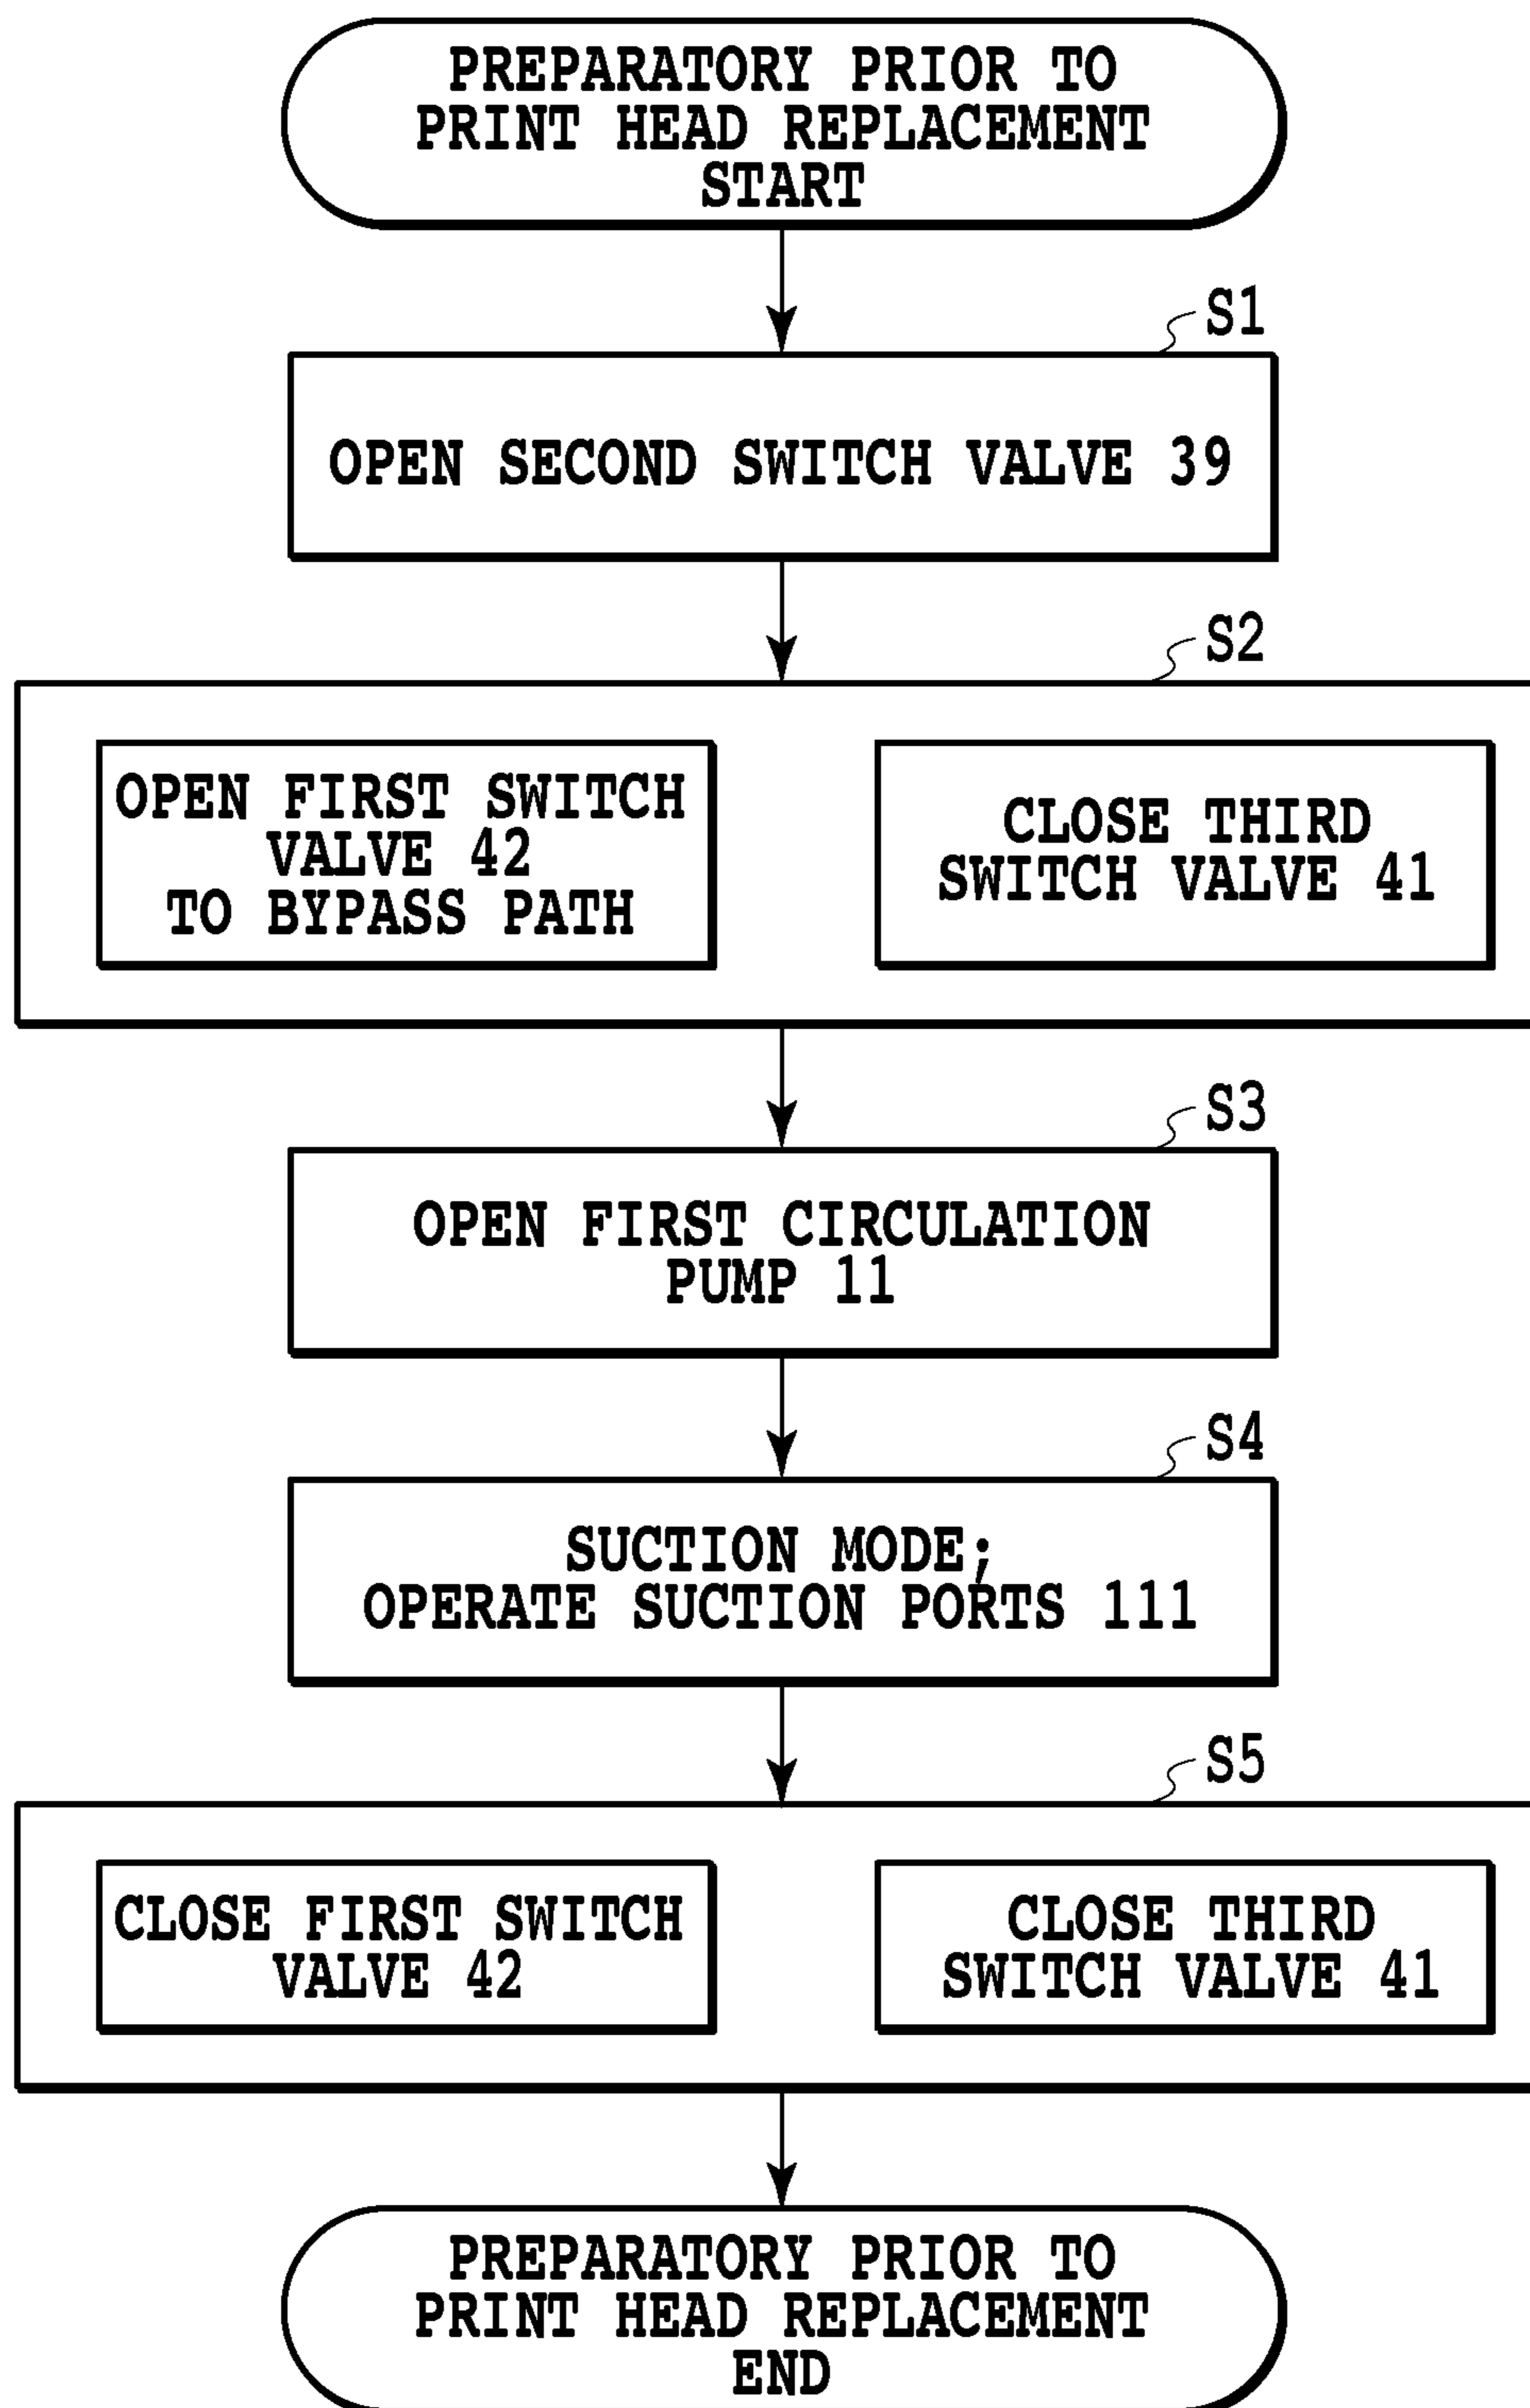 PREPARATORY PRIOR TO
PRINT HEAD REPLACEMENT
START
S1
OPEN SECOND SWITCH VALVE 39
S2
OPEN FIRST SWITCH
VALVE 42
TO BYPASS PATH
CLOSE THIRD
SWITCH VALVE 41
S3
OPEN FIRST CIRCULATION
PUMP 11
S4
SUCTION MODE;
OPERATE SUCTION PORTS 111
S5
CLOSE FIRST SWITCH
VALVE 42
CLOSE THIRD
SWITCH VALVE 41
PREPARATORY PRIOR TO
PRINT HEAD REPLACEMENT
END